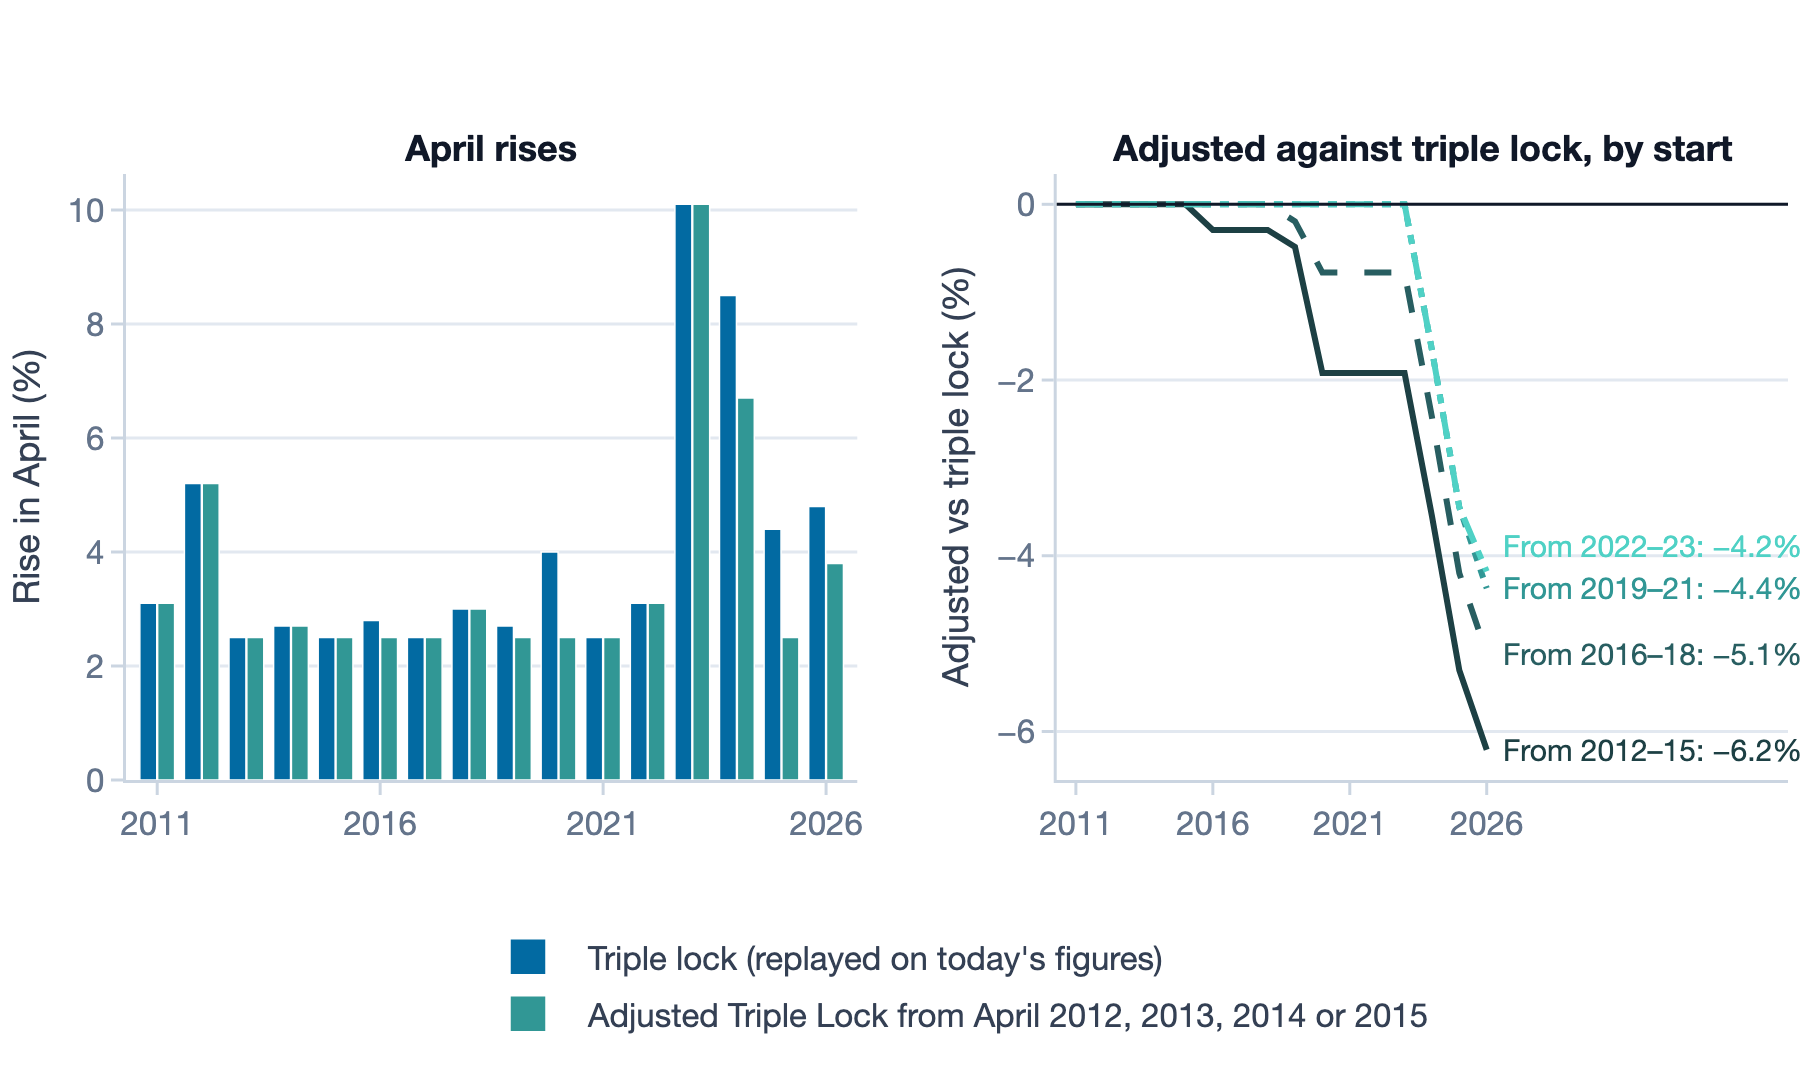 April rises
Rise in April (%)
10
8
6
4
2
0
2011
2016
2021
2026
Adjusted against triple lock, by start
Adjusted vs triple lock (%)
0
−2
−4
−6
2011
2016
2021
2026
From 2022–23: −4.2%
From 2019–21: −4.4%
From 2016–18: −5.1%
From 2012–15: −6.2%
Triple lock (replayed on today's figures)
Adjusted Triple Lock from April 2012, 2013, 2014 or 2015